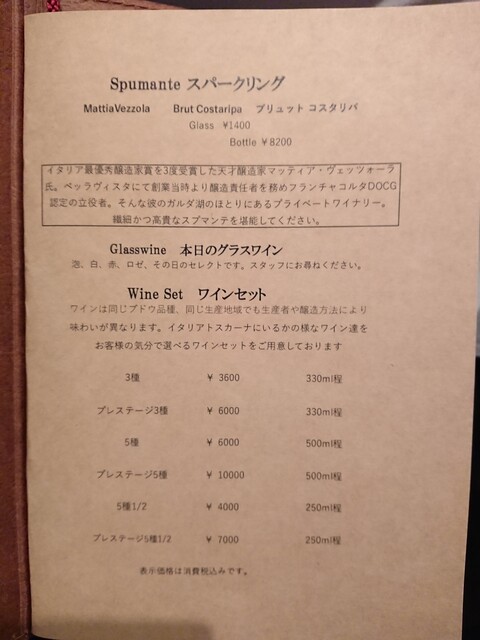 Spumante スパークリング
MattiaVezzola Brut Costaripa ブリュット コスタリパ
Glass ¥1400
Bottle ¥8200
イタリア最優秀醸造家賞を3度受賞した天才醸造家マッティア・ヴェッツォーラ
氏。ベッラヴィスタにて創業当時より醸造責任者を務めフランチャコルタDOCG
認定の立役者。そんな彼のガルダ湖のほとりにあるプライベートワイナリー。
繊細かつ高貴なスプマンテを堪能してください。
Glasswine 本日のグラスワイン
泡、白、赤、ロゼ、その日のセレクトです。スタッフにお尋ねください。
Wine Set ワインセット
ワインは同じブドウ品種、同じ生産地域でも生産者や醸造方法により
味わいが異なります。イタリアトスカーナにいるかの様なワイン達を
お客様の気分で選べるワインセットをご用意しております
3種 ¥ 3600 330ml程
プレステージ3種 ¥ 6000 330ml程
5種 ¥ 6000 500ml程
プレステージ5種 ¥ 10000 500ml程
5種1/2 ¥ 4000 250ml程
プレステージ5種1/2 ¥ 7000 250ml程
表示価格は消費税込みです。